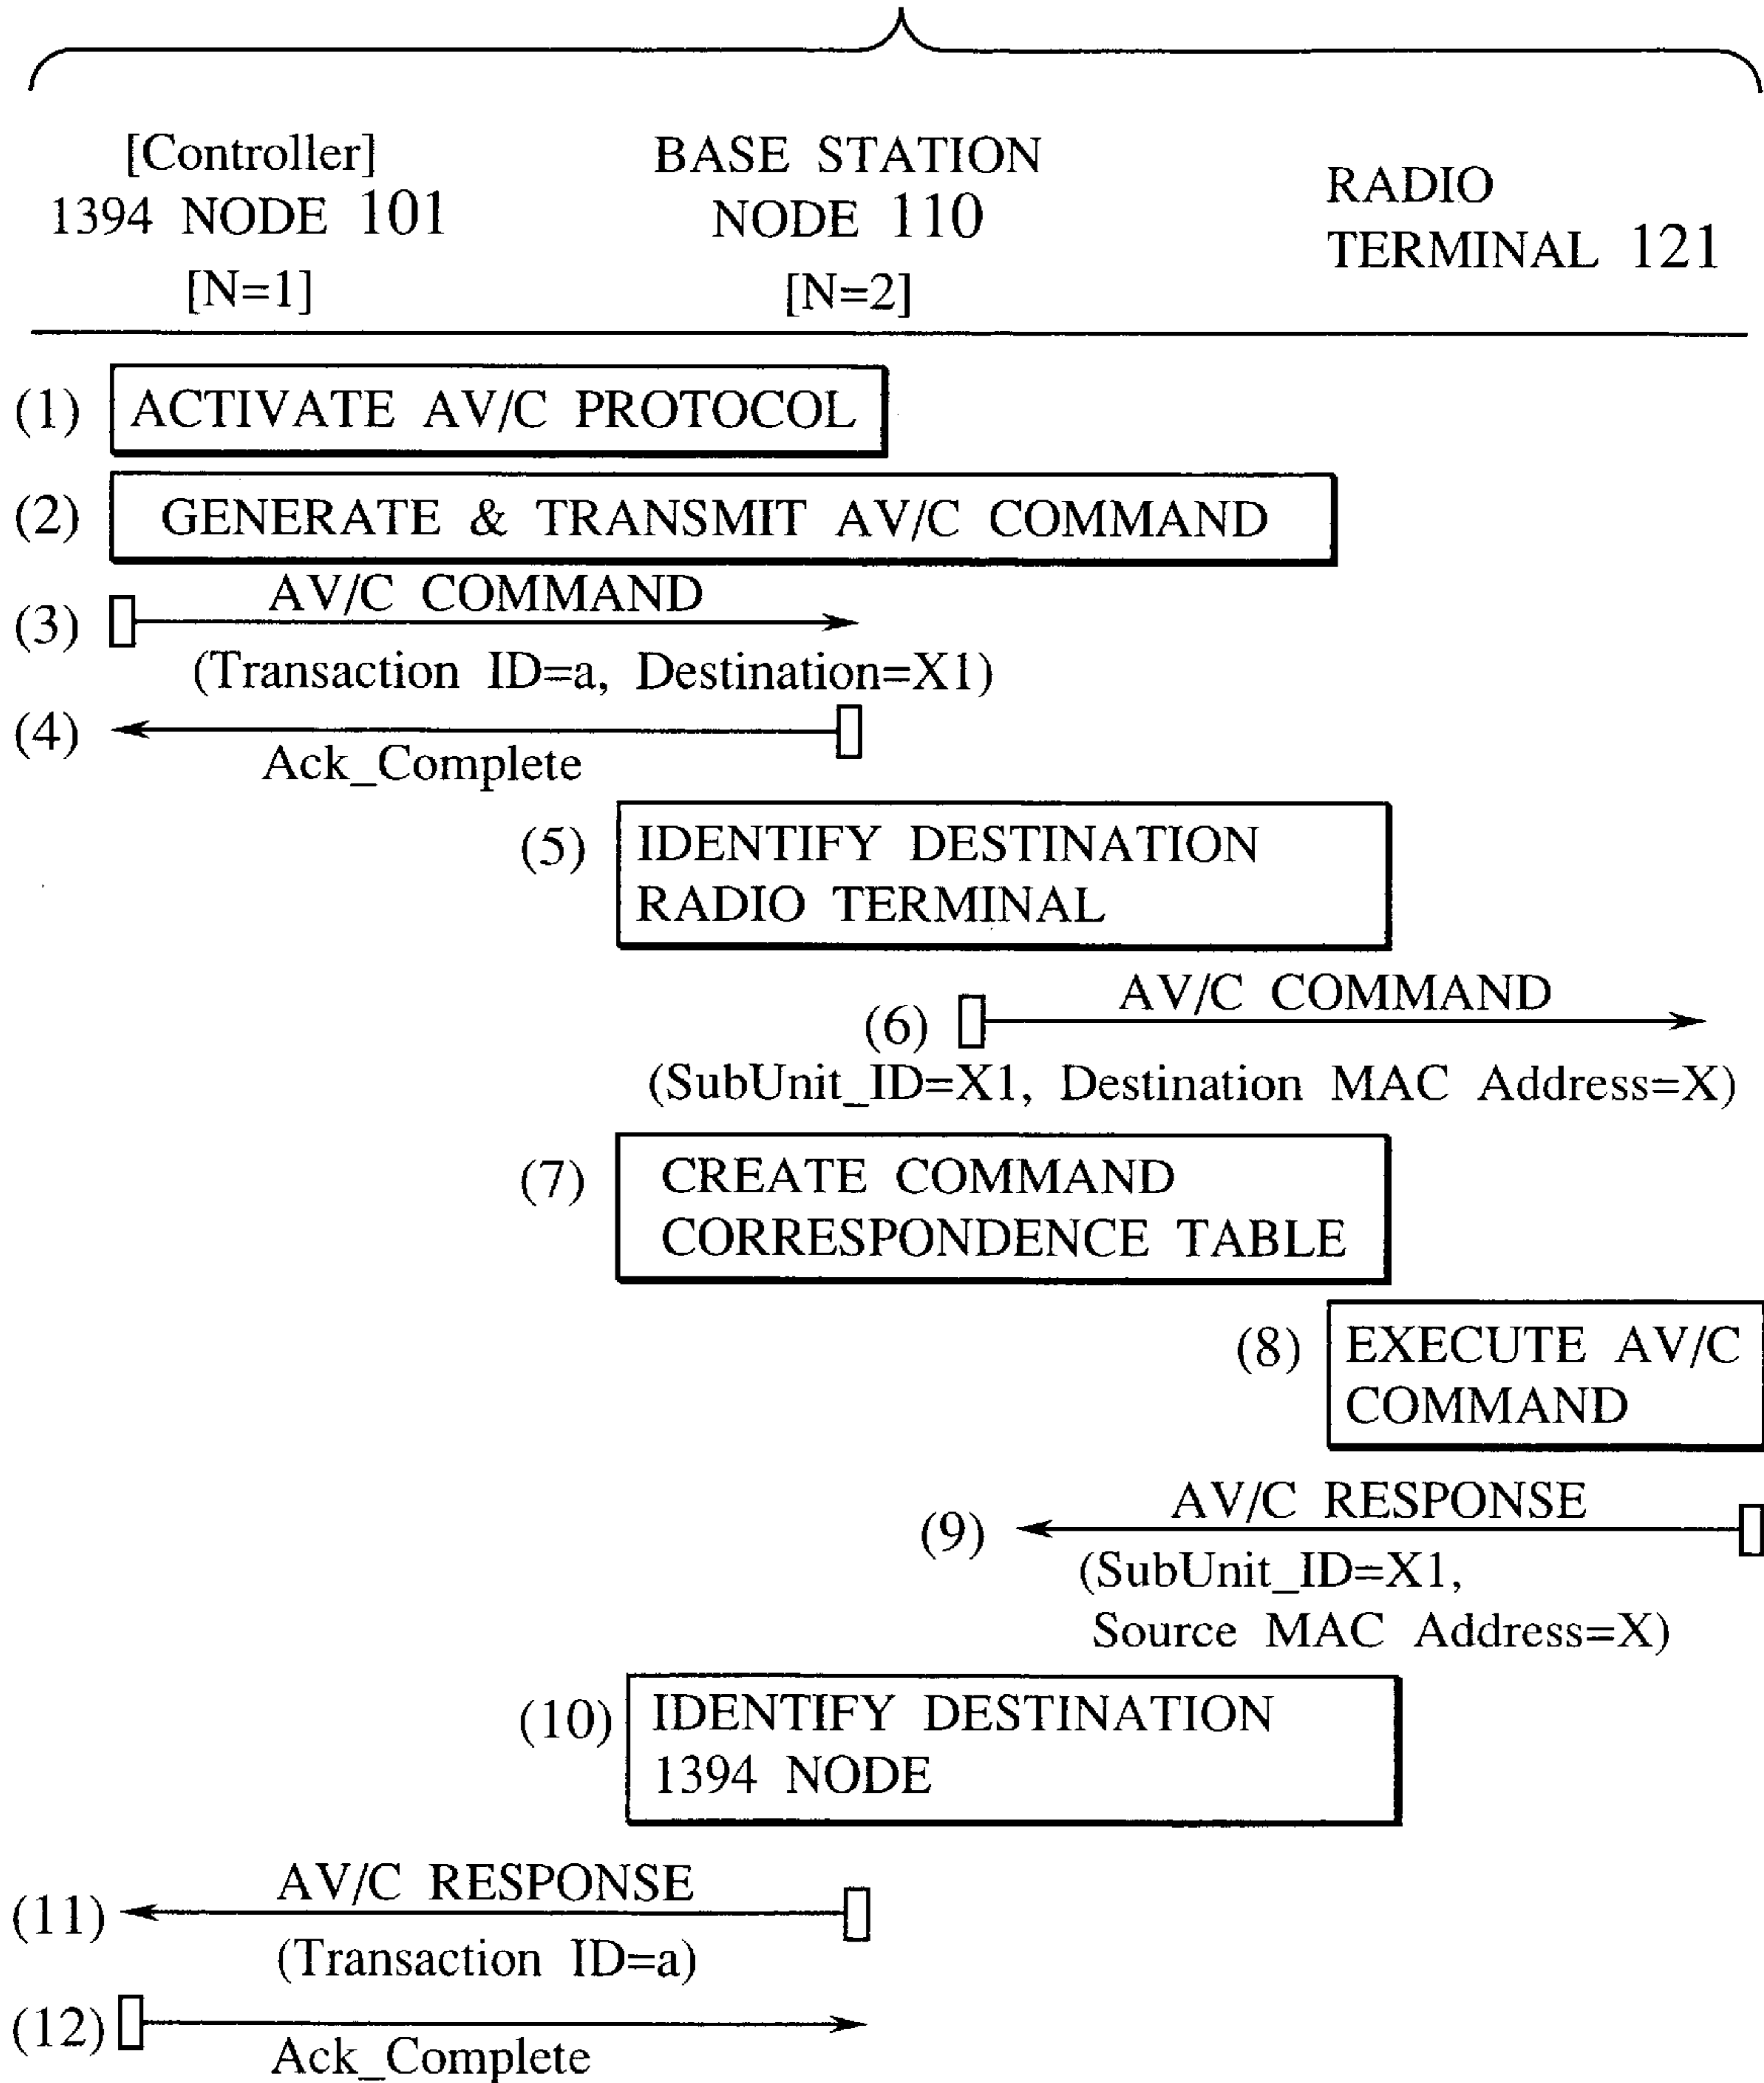 [Controller]
1394 NODE 101
[N=1]
BASE STATION
NODE 110
[N=2]
RADIO
TERMINAL 121
(1) ACTIVATE AV/C PROTOCOL
(2) GENERATE & TRANSMIT AV/C COMMAND
(3) AV/C COMMAND
(Transaction ID=a, Destination=X1)
(4) Ack_Complete
(5) IDENTIFY DESTINATION
RADIO TERMINAL
(6) AV/C COMMAND
(SubUnit_ID=X1, Destination MAC Address=X)
(7) CREATE COMMAND
CORRESPONDENCE TABLE
(8) EXECUTE AV/C
COMMAND
(9) AV/C RESPONSE
(SubUnit_ID=X1,
Source MAC Address=X)
(10) IDENTIFY DESTINATION
1394 NODE
(11) AV/C RESPONSE
(Transaction ID=a)
(12) Ack_Complete